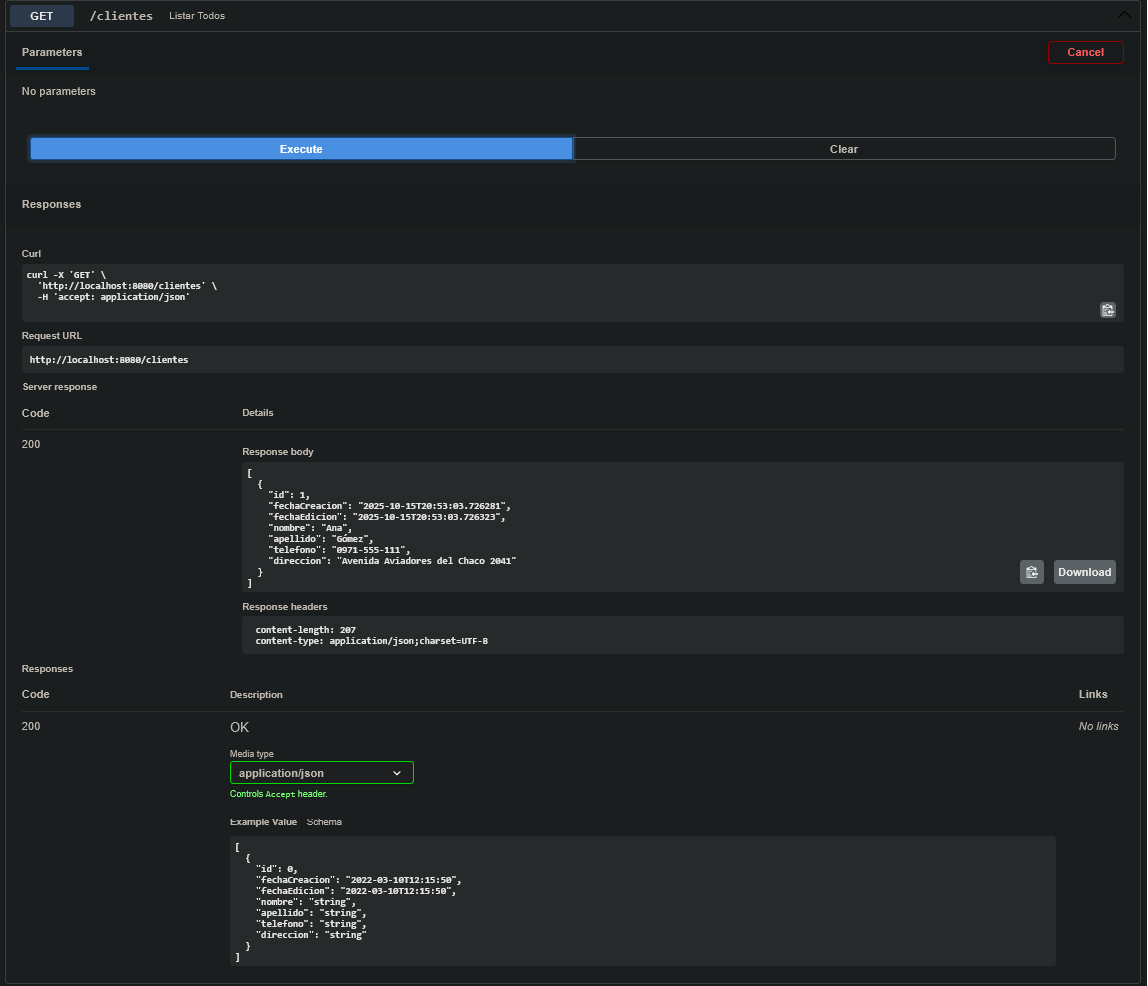 GET /clientes Listar Todos
Parameters
Cancel
No parameters
Execute
Clear
Responses
Curl
curl -X 'GET' \
  'http://localhost:8080/clientes' \
  -H 'accept: application/json'
Request URL
http://localhost:8080/clientes
Server response
Code Details
200
Response body
[
  {
    "id": 1,
    "fechaCreacion": "2025-10-15T20:53:03.726281",
    "fechaEdicion": "2025-10-15T20:53:03.726323",
    "nombre": "Ana",
    "apellido": "Gómez",
    "telefono": "0971-555-111",
    "direccion": "Avenida Aviadores del Chaco 2041"
  }
]
Download
Response headers
content-length: 207
content-type: application/json;charset=UTF-8
Responses
Code Description Links
200 OK No links
Media type
application/json
Controls Accept header.
Example Value Schema
[
  {
    "id": 0,
    "fechaCreacion": "2022-03-10T12:15:50",
    "fechaEdicion": "2022-03-10T12:15:50",
    "nombre": "string",
    "apellido": "string",
    "telefono": "string",
    "direccion": "string"
  }
]